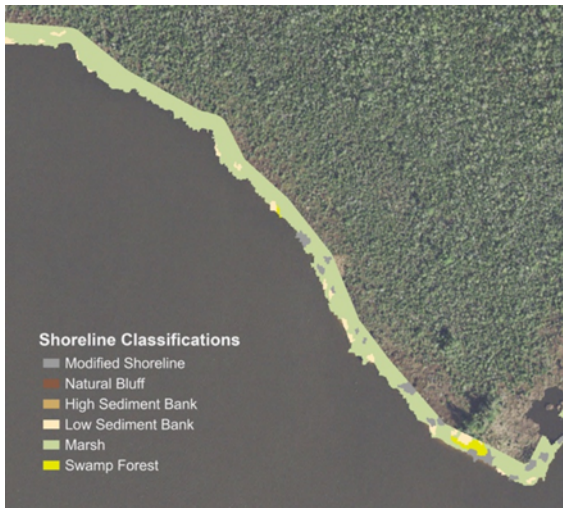 Shoreline Classifications
Modified Shoreline
Natural Bluff
High Sediment Bank
Low Sediment Bank
Marsh
Swamp Forest